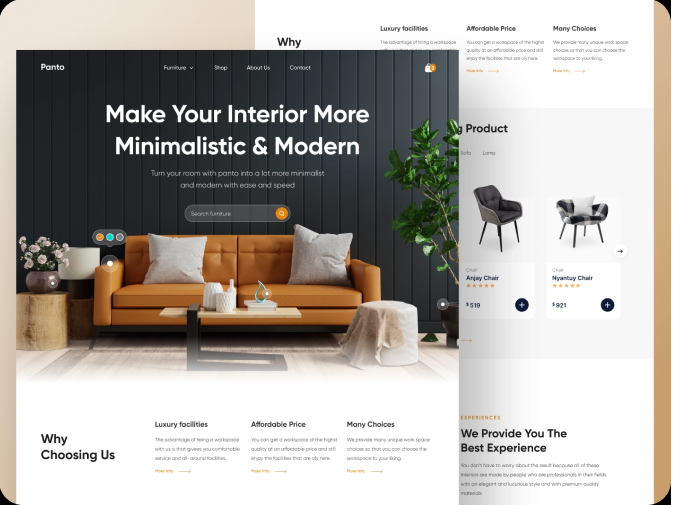 Panto
Furniture
Shop
About Us
Contact
0
Make Your Interior More
Minimalistic & Modern
Turn your room with panto into a lot more minimalist
and modern with ease and speed
Search furniture
Why
Choosing Us
Luxury facilities
The advantage of hiring a workspace
with us is that givees you comfortable
service and all-around facilities.
More Info
Affordable Price
You can get a workspace of the highst
quality at an affordable price and still
enjoy the facilities that are oly here.
More Info
Many Choices
We provide many unique work space
choices so that you can choose the
workspace to your liking.
More Info
Why
Luxury facilities
The advantage of hiring a workspace
Affordable Price
You can get a workspace of the highst
quality at an affordable price and still
enjoy the facilities that are oly here.
More Info
Many Choices
We provide many unique work space
choices so that you can choose the
workspace to your liking.
More Info
Product
Sofa
Lamp
Chair
Anjay Chair
$ 519
Chair
Nyantuy Chair
$ 921
EXPERIENCES
We Provide You The
Best Experience
You don't have to worry about the result because all of these
interiors are made by people who are professionals in their fields
with an elegant and lucurious style and with premium quality
materials